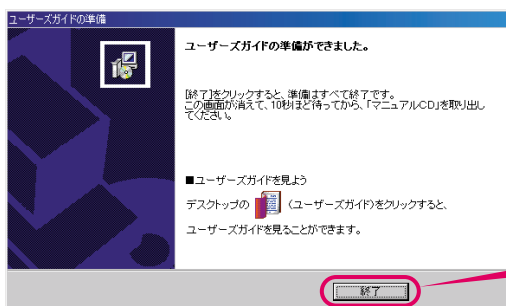 ユーザーズガイドの準備
ユーザーズガイドの準備ができました。
[終了]をクリックすると、準備はすべて終了です。
この画面が消えて、10秒ほど待ってから、「マニュアルCD」を取り出し
てください。
■ユーザーズガイドを見よう
デスクトップの （ユーザーズガイド）をクリックすると、
ユーザーズガイドを見ることができます。
終了